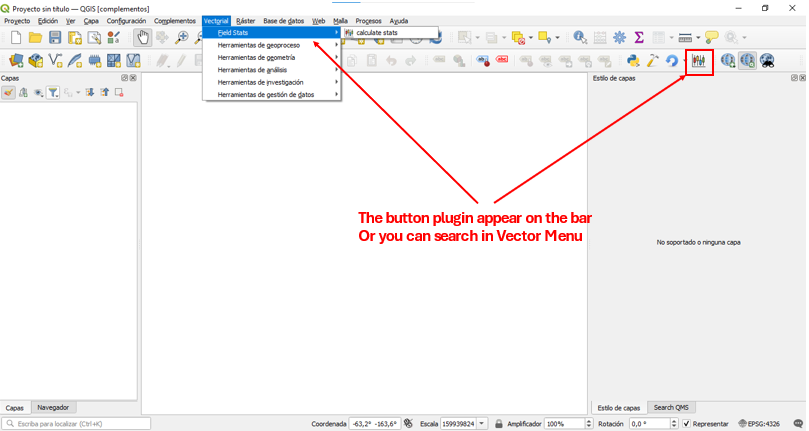 Proyecto sin título — QGIS [complementos]
Proyecto Edición Ver Capa Configuración Complementos Vectorial Ráster Base de datos Web Malla Procesos Ayuda
Field Stats
calculate stats
Herramientas de geoproceso
Herramientas de geometría
Herramientas de análisis
Herramientas de investigación
Herramientas de gestión de datos
Capas
Estilo de capas
The button plugin appear on the bar
Or you can search in Vector Menu
No soportado o ninguna capa
Capas Navegador
Estilo de capas Search QMS
Escriba para localizar (Ctrl+K)
Coordenada -63,2° -163,6° Escala 159939824 Amplificador 100% Rotación 0,0 ° Representar EPSG:4326